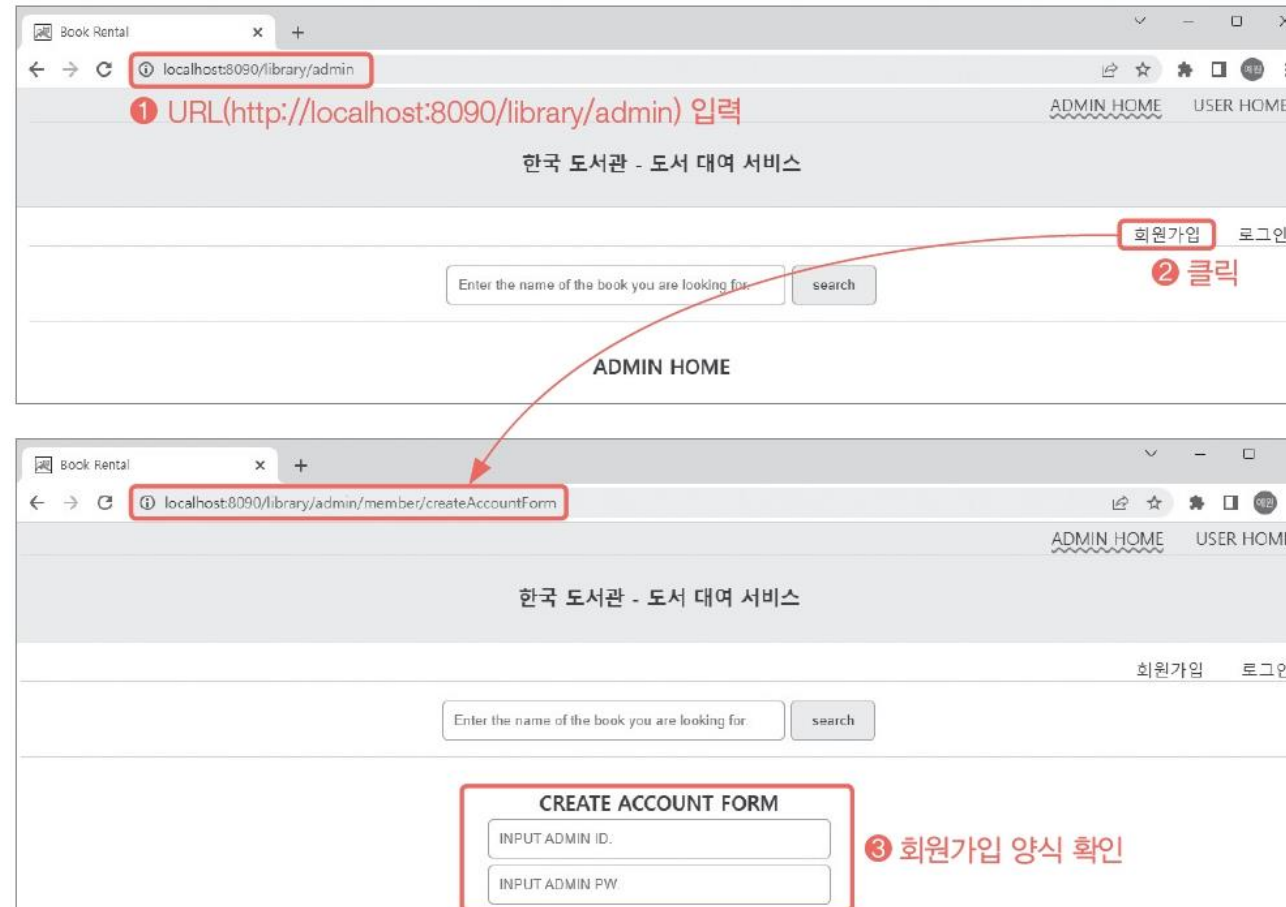 Book Rental
localhost:8090/library/admin
예원
❶ URL(http://localhost:8090/library/admin) 입력
ADMIN HOME USER HOME
한국 도서관 - 도서 대여 서비스
회원가입 로그인
❷ 클릭
Enter the name of the book you are looking for. search
ADMIN HOME
Book Rental
localhost:8090/library/admin/member/createAccountForm
예원
ADMIN HOME USER HOME
한국 도서관 - 도서 대여 서비스
회원가입 로그인
Enter the name of the book you are looking for. search
CREATE ACCOUNT FORM
INPUT ADMIN ID.
❸ 회원가입 양식 확인
INPUT ADMIN PW.